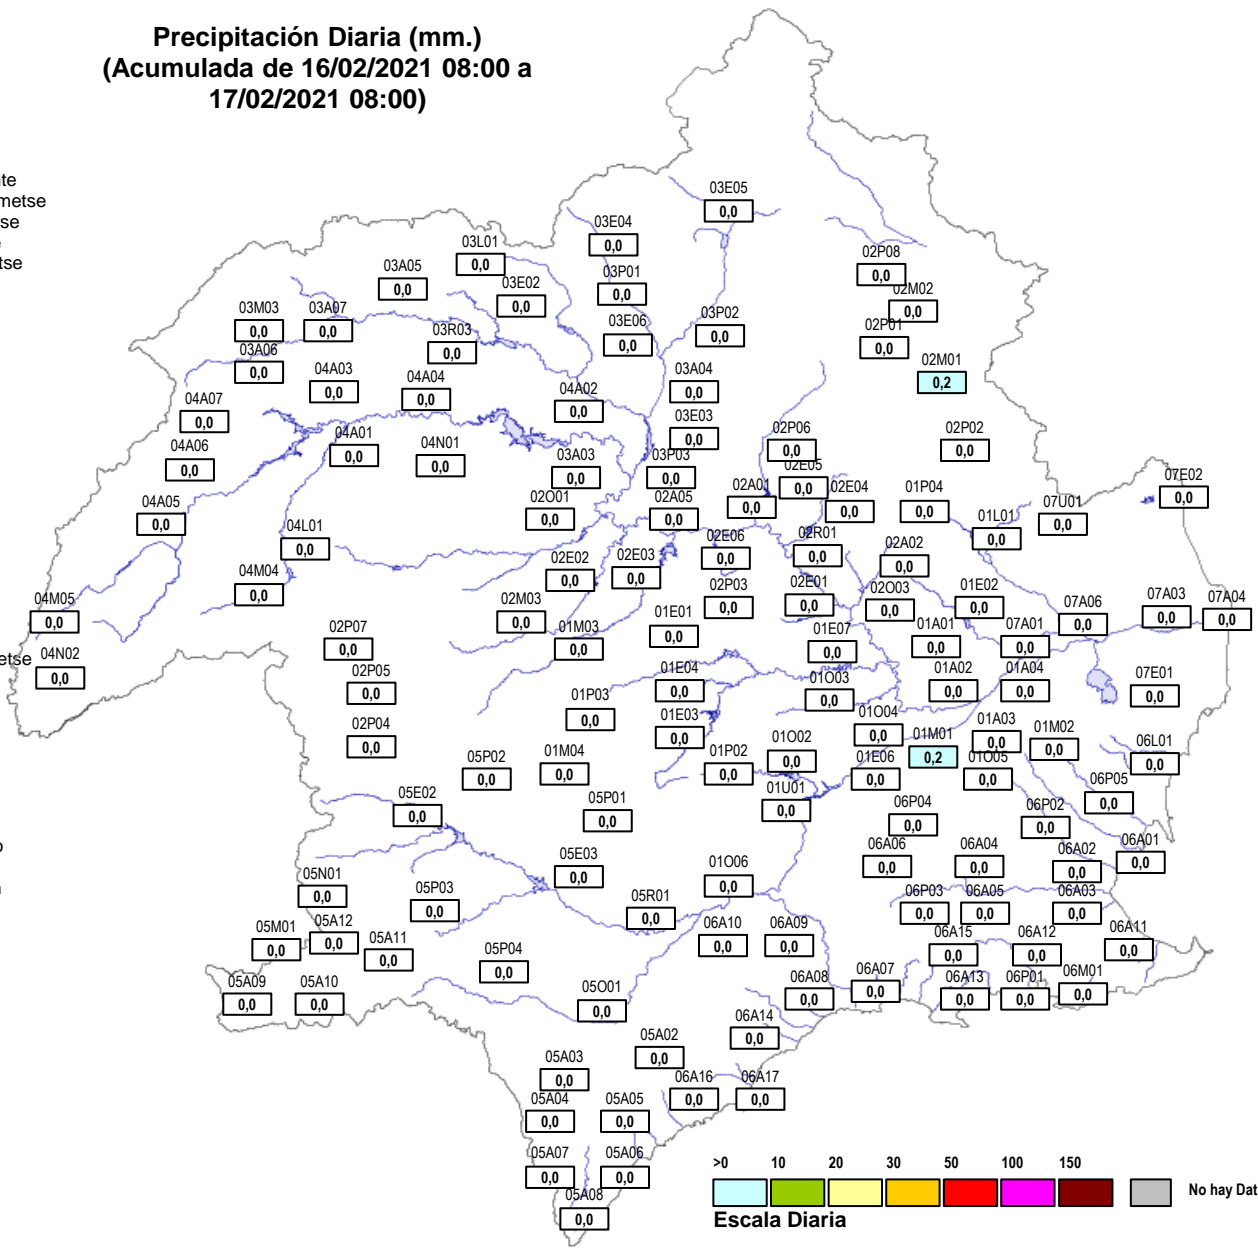 Precipitación Diaria (mm.)
(Acumulada de 16/02/2021 08:00 a
17/02/2021 08:00)
te
metse
se
tse
03E05
0,0
03E04
0,0
03L01
0,0
02P08
0,0
03A05
0,0
03P01
0,0
03E02
0,0
02M02
0,0
03M03
0,0
03A07
0,0
03P02
0,0
03E06
0,0
03R03
0,0
02P01
0,0
03A06
0,0
02M01
0,2
04A03
0,0
04A04
0,0
03A04
0,0
04A02
0,0
04A07
0,0
03E03
0,0
02P06
0,0
02P02
0,0
04A01
0,0
04N01
0,0
04A06
0,0
03A03
0,0
03P03
0,0
02E05
0,0
07E02
0,0
02A01
0,0
02E04
0,0
01P04
0,0
04A05
0,0
02O01
0,0
02A05
0,0
07U01
0,0
01L01
0,0
04L01
0,0
02E06
0,0
02R01
0,0
02A02
0,0
02E02
0,0
02E03
0,0
04M04
0,0
02P03
0,0
02E01
0,0
02O03
0,0
01E02
0,0
04M05
0,0
02M03
0,0
07A06
0,0
07A03
0,0
07A04
0,0
01E01
0,0
01M03
0,0
02P07
0,0
01E07
0,0
01A01
0,0
07A01
0,0
etse
04N02
0,0
02P05
0,0
01E04
0,0
01O03
0,0
01A02
0,0
01A04
0,0
07E01
0,0
01P03
0,0
01E03
0,0
02P04
0,0
01O04
0,0
01M01
0,2
01A03
0,0
01M02
0,0
05P02
0,0
01M04
0,0
01P02
0,0
01O02
0,0
01E06
0,0
01O05
0,0
06L01
0,0
05E02
0,0
05P01
0,0
01U01
0,0
06P04
0,0
06P02
0,0
06P05
0,0
o
05E03
0,0
06A06
0,0
06A04
0,0
06A02
0,0
06A01
0,0
05N01
0,0
05P03
0,0
01O06
0,0
05R01
0,0
06P03
0,0
06A05
0,0
06A03
0,0
05M01
0,0
05A12
0,0
05A11
0,0
06A10
0,0
06A09
0,0
06A15
0,0
06A12
0,0
06A11
0,0
05P04
0,0
05A09
0,0
05A10
0,0
05O01
0,0
06A08
0,0
06A07
0,0
06A13
0,0
06P01
0,0
06M01
0,0
06A14
0,0
05A02
0,0
05A03
0,0
06A16
0,0
06A17
0,0
05A04
0,0
05A05
0,0
05A07
0,0
05A06
0,0
05A08
0,0
>0 10 20 30 50 100 150
No hay Dat
Escala Diaria